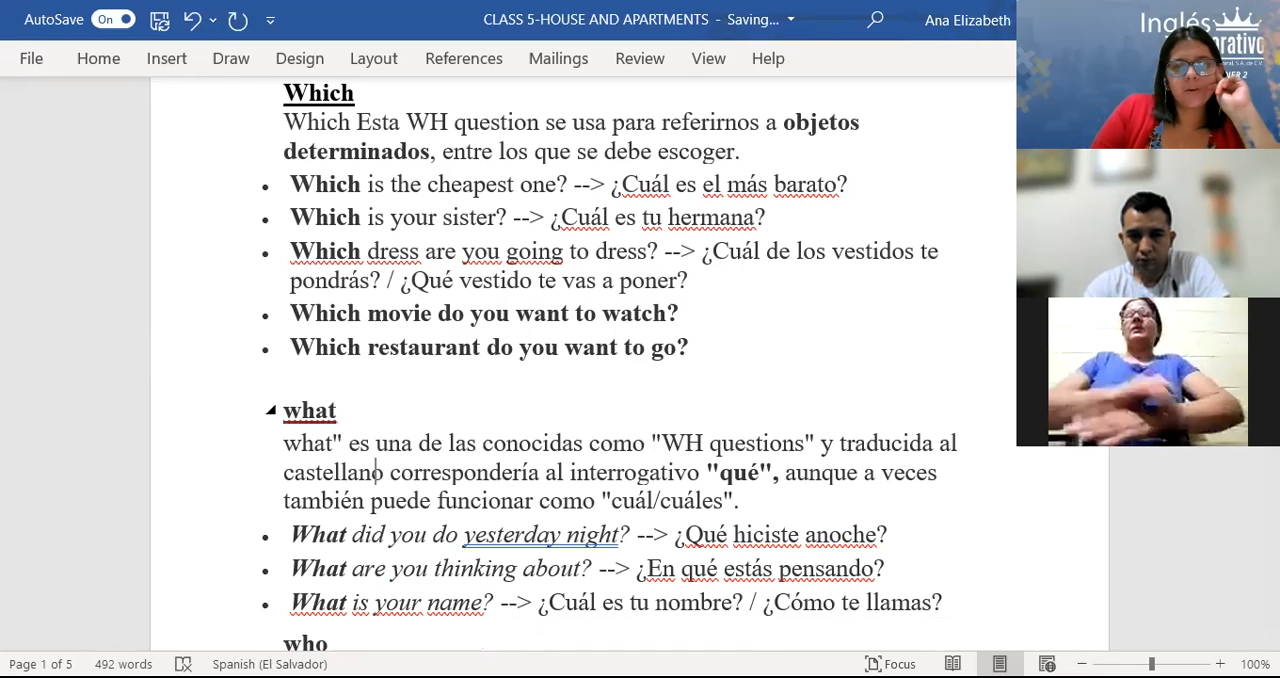 AutoSave On CLASS 5-HOUSE AND APARTMENTS - Saving... Ana Elizabeth
File Home Insert Draw Design Layout References Mailings Review View Help
Inglés
Which
Which Esta WH question se usa para referirnos a objetos
determinados, entre los que se debe escoger.
• Which is the cheapest one? --> ¿Cuál es el más barato?
• Which is your sister? --> ¿Cuál es tu hermana?
• Which dress are you going to dress? --> ¿Cuál de los vestidos te
pondrás? / ¿Qué vestido te vas a poner?
• Which movie do you want to watch?
• Which restaurant do you want to go?
what
what" es una de las conocidas como "WH questions" y traducida al
castellano correspondería al interrogativo "qué", aunque a veces
también puede funcionar como "cuál/cuáles".
• What did you do yesterday night? --> ¿Qué hiciste anoche?
• What are you thinking about? --> ¿En qué estás pensando?
• What is your name? --> ¿Cuál es tu nombre? / ¿Cómo te llamas?
who
Page 1 of 5 492 words Spanish (El Salvador) Focus 100%